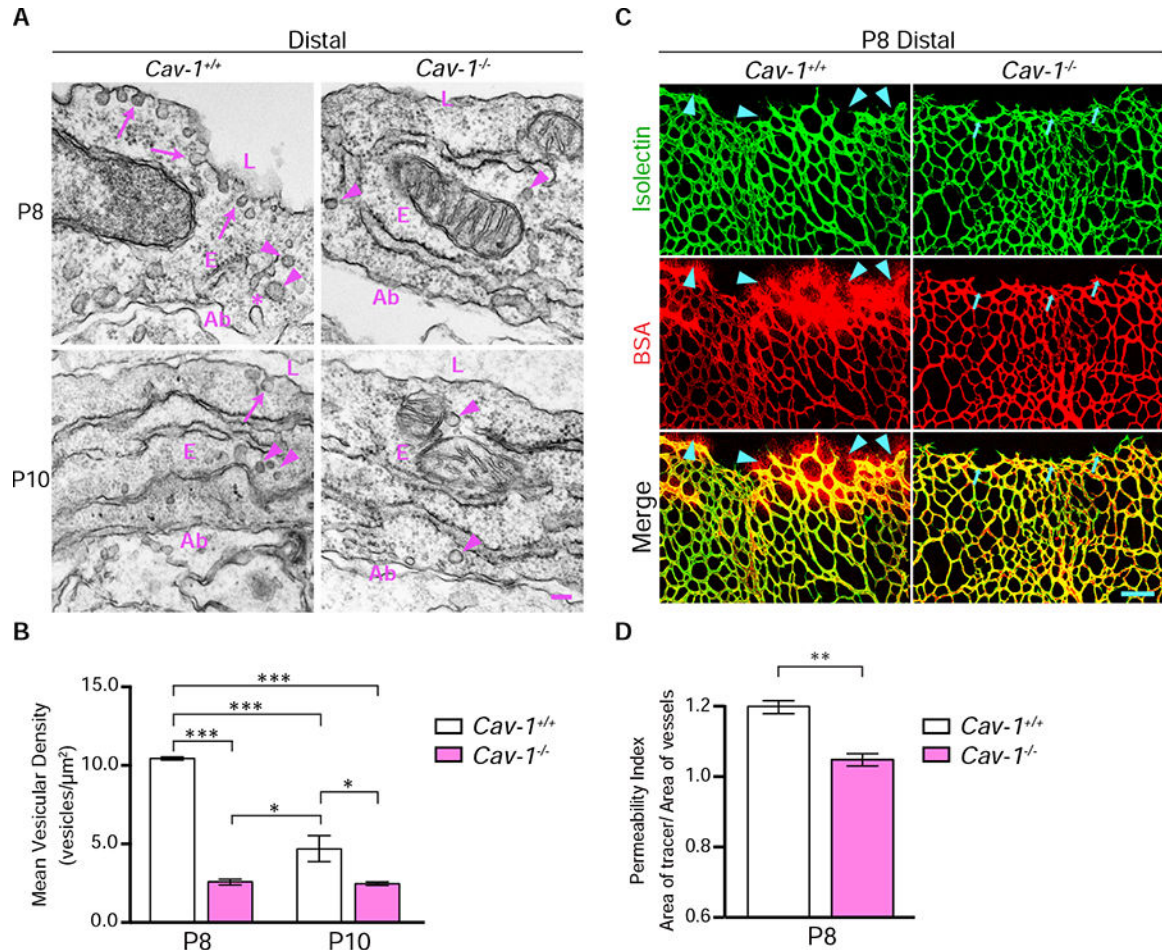 A
Distal
Cav-1+/+
Cav-1-/-
P8
L
E
*
Ab
L
E
Ab
P10
L
E
Ab
L
E
Ab
B
Mean Vesicular Density
(vesicles/µm²)
15.0
10.0
5.0
0.0
***
***
***
*
*
P8
P10
Cav-1+/+
Cav-1-/-
C
P8 Distal
Cav-1+/+
Cav-1-/-
Isolectin
BSA
Merge
D
Permeability Index
Area of tracer/Area of vessels
1.2
1.0
0.8
0.6
**
P8
Cav-1+/+
Cav-1-/-